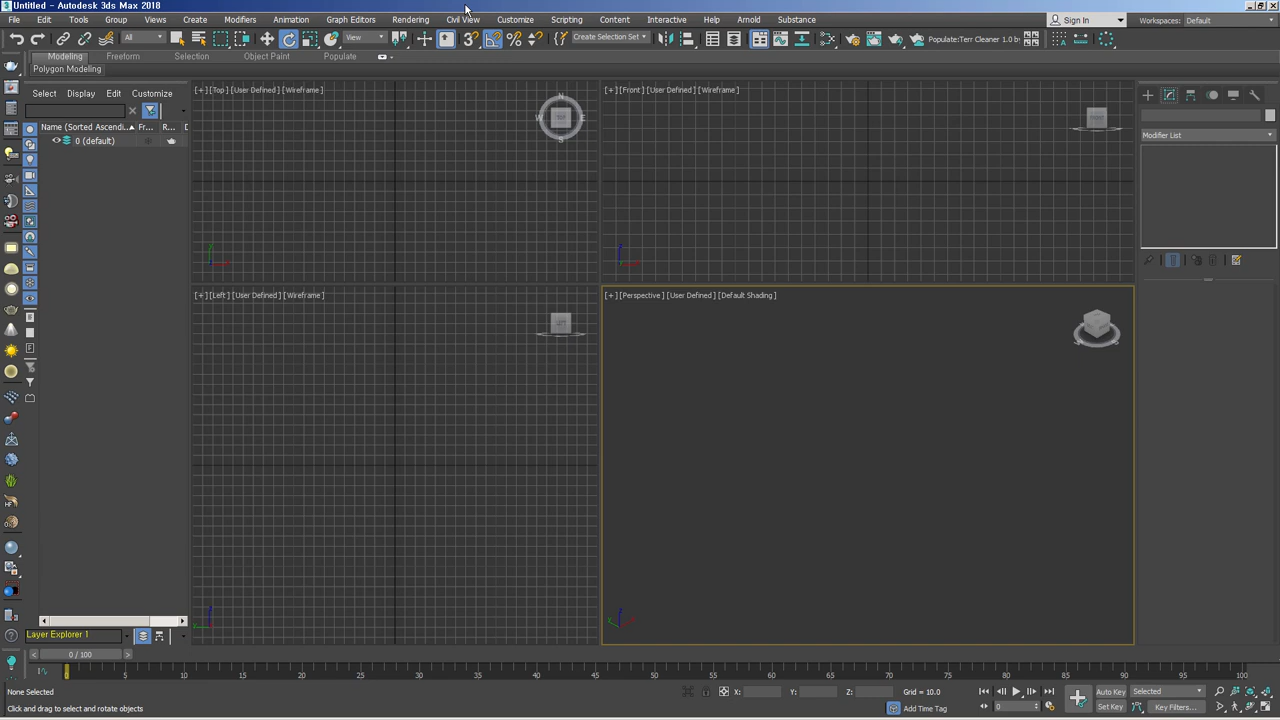 3 Untitled - Autodesk 3ds Max 2018
File Edit Tools Group Views Create Modifiers Animation Graph Editors Rendering Civil View Customize Scripting Content Interactive Help Arnold Substance Sign In Workspaces: Default
All View Create Selection Set Populate:Terr Cleaner 1.0 by
Modeling Freeform Selection Object Paint Populate
Polygon Modeling
Select Display Edit Customize
Name (Sorted Ascendi... Fr... R... D
0 (default)
[+] [Top] [User Defined] [Wireframe]
N
W TOP E
S
[+] [Front] [User Defined] [Wireframe]
FRONT
Modifier List
[+] [Left] [User Defined] [Wireframe]
[+] [Perspective] [User Defined] [Default Shading]
Layer Explorer 1
< 0 / 100 >
0 5 10 15 20 25 30 35 40 45 50 55 60 65 70 75 80 85 90 95 100
None Selected X: Y: Z: Grid = 10.0 Auto Key Selected
Click and drag to select and rotate objects Add Time Tag 0 Set Key Key Filters...